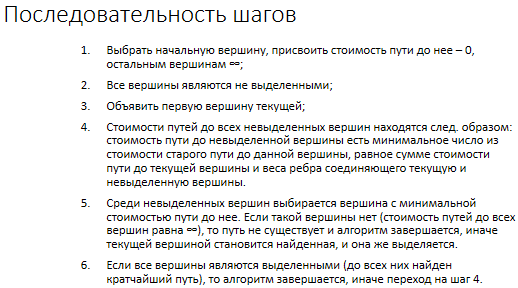 Последовательность шагов
1. Выбрать начальную вершину, присвоить стоимость пути до нее – 0,
остальным вершинам ∞;
2. Все вершины являются не выделенными;
3. Объявить первую вершину текущей;
4. Стоимости путей до всех невыделенных вершин находятся след. образом:
стоимость пути до невыделенной вершины есть минимальное число из
стоимости старого пути до данной вершины, равное сумме стоимости
пути до текущей вершины и веса ребра соединяющего текущую и
невыделенную вершины.
5. Среди невыделенных вершин выбирается вершина с минимальной
стоимостью пути до нее. Если такой вершины нет (стоимость путей до всех
вершин равна ∞), то путь не существует и алгоритм завершается, иначе
текущей вершиной становится найденная, и она же выделяется.
6. Если все вершины являются выделенными (до всех них найден
кратчайший путь), то алгоритм завершается, иначе переход на шаг 4.